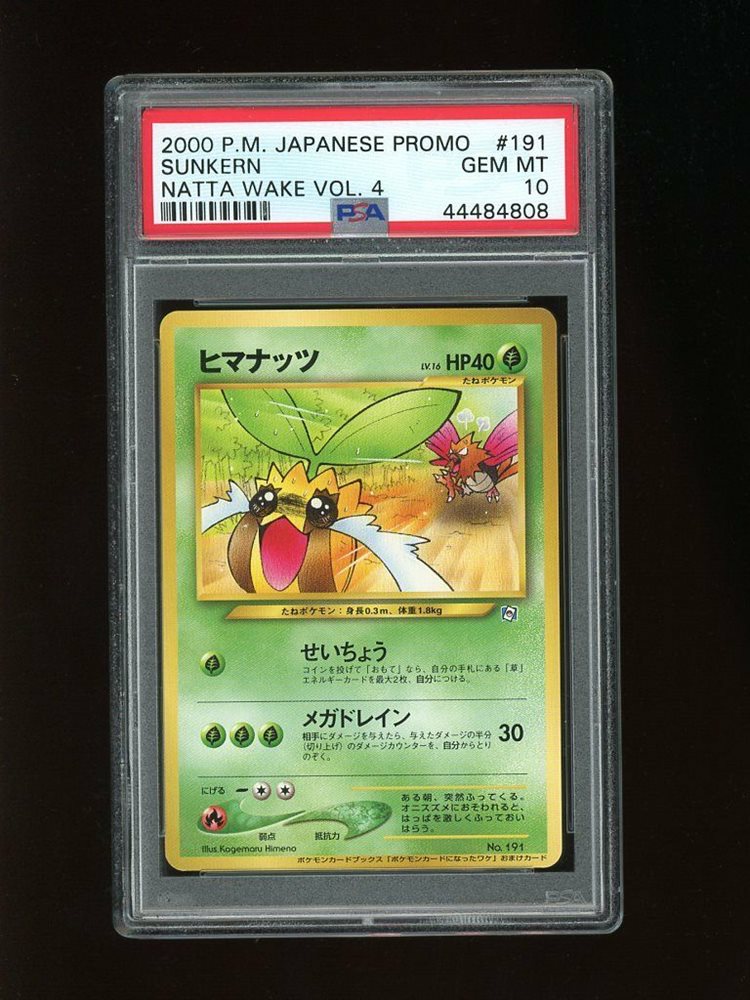 2000 P.M. JAPANESE PROMO #191
SUNKERN GEM MT
NATTA WAKE VOL. 4 10
PSA 44484808
ヒマナッツ LV.16 HP40
たねポケモン
たねポケモン：身長0.3m、体重1.8kg
せいちょう
コインを投げて「おもて」なら、自分の手札にある「草」
エネルギーカードを最大2枚、自分につける。
メガドレイン 30
相手にダメージを与えたら、与えたダメージの半分
（切り上げ）のダメージカウンターを、自分からとり
のぞく。
にげる
ある朝、突然ふってくる。
オニスズメにおそわれると、
はっぱを激しくふっておい
はらう。
弱点 抵抗力
Illus. Kagemaru Himeno No. 191
ポケモンカードブックス「ポケモンカードになったワケ」おまけカード
PSA